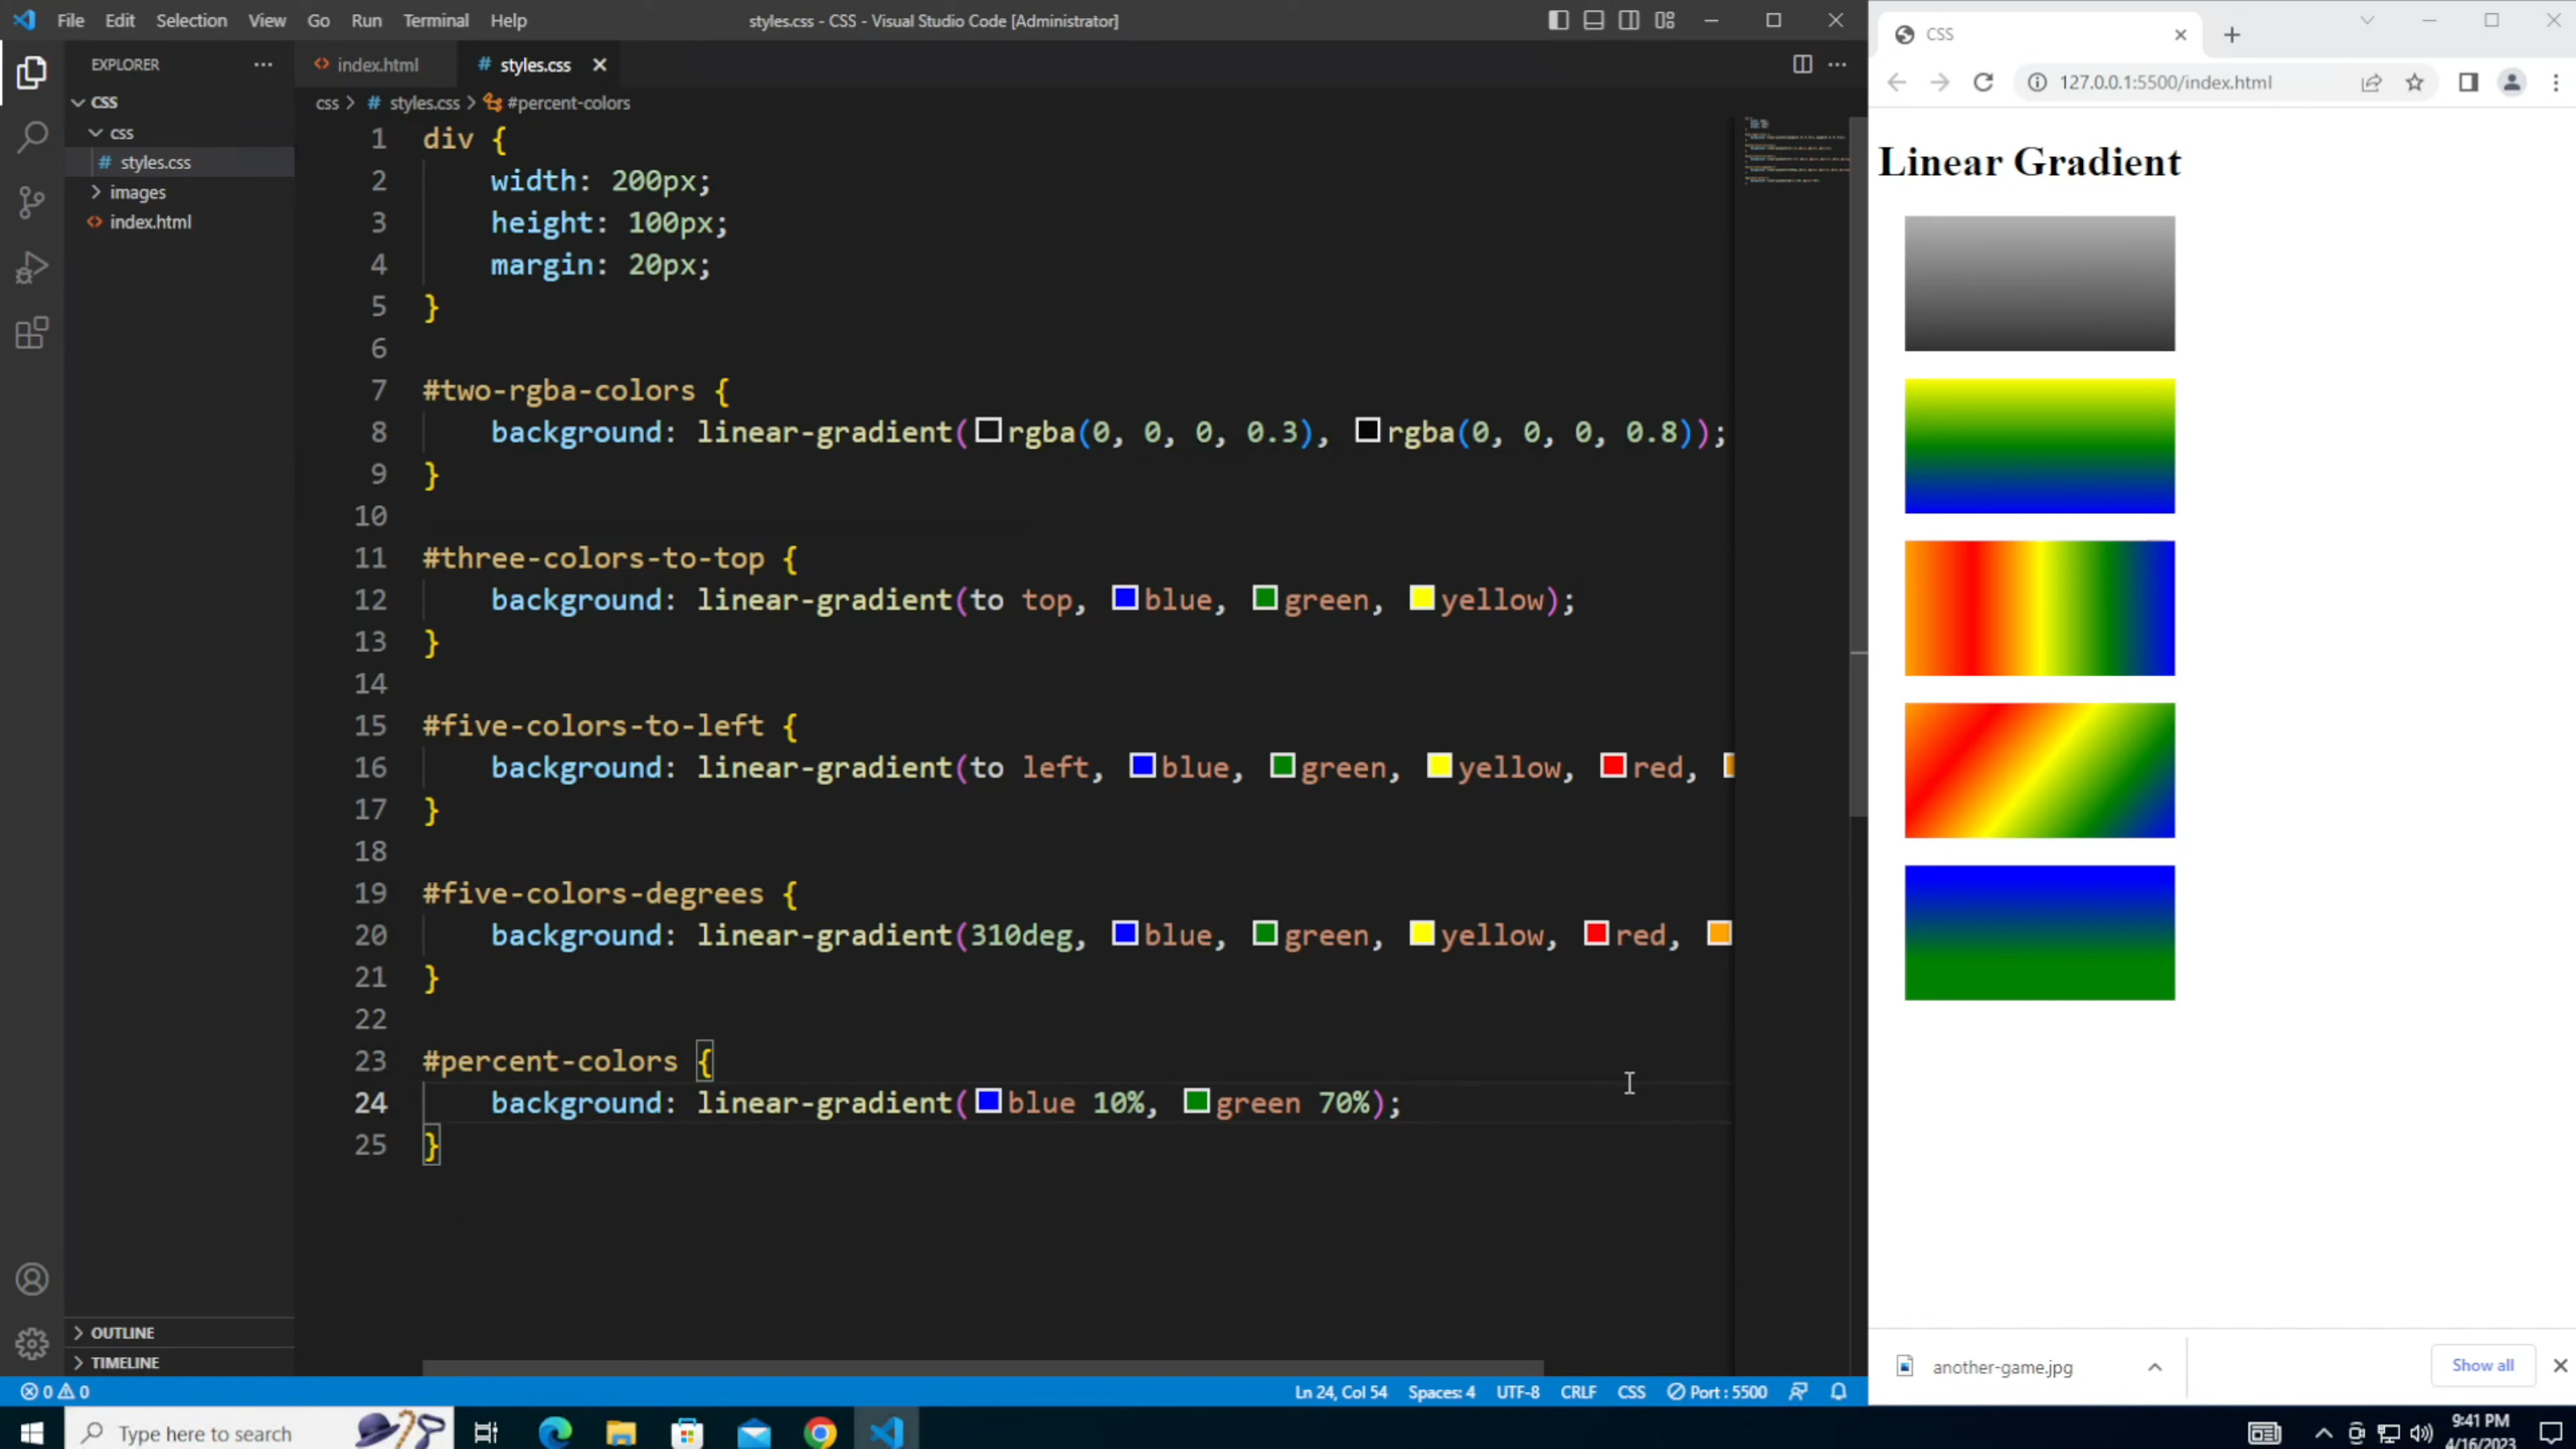 File Edit Selection View Go Run Terminal Help
styles.css - CSS - Visual Studio Code [Administrator]
EXPLORER
CSS
css
# styles.css
images
<> index.html
OUTLINE
TIMELINE
<> index.html
# styles.css
css > # styles.css > #percent-colors
1 div {
2 width: 200px;
3 height: 100px;
4 margin: 20px;
5 }
6
7 #two-rgba-colors {
8 background: linear-gradient(rgba(0, 0, 0, 0.3), rgba(0, 0, 0, 0.8));
9 }
10
11 #three-colors-to-top {
12 background: linear-gradient(to top, blue, green, yellow);
13 }
14
15 #five-colors-to-left {
16 background: linear-gradient(to left, blue, green, yellow, red,
17 }
18
19 #five-colors-degrees {
20 background: linear-gradient(310deg, blue, green, yellow, red,
21 }
22
23 #percent-colors {
24 background: linear-gradient(blue 10%, green 70%);
25 }
0 0
Ln 24, Col 54 Spaces: 4 UTF-8 CRLF CSS Port : 5500
CSS
127.0.0.1:5500/index.html
Linear Gradient
another-game.jpg
Show all
Type here to search
9:41 PM
4/16/2023